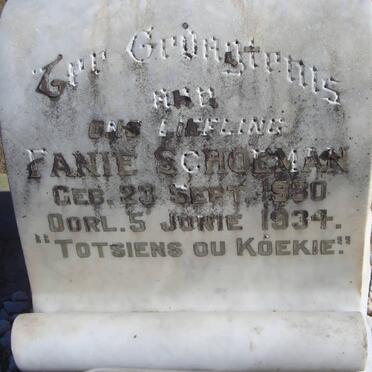 Ter Gedagtenis
aan
ONS LIEFLING
FANIE SCHOEMAN
GEB. 23 SEPT. 1930
OORL. 5 JUNIE 1934.
"TOTSIENS OU KOEKIE."